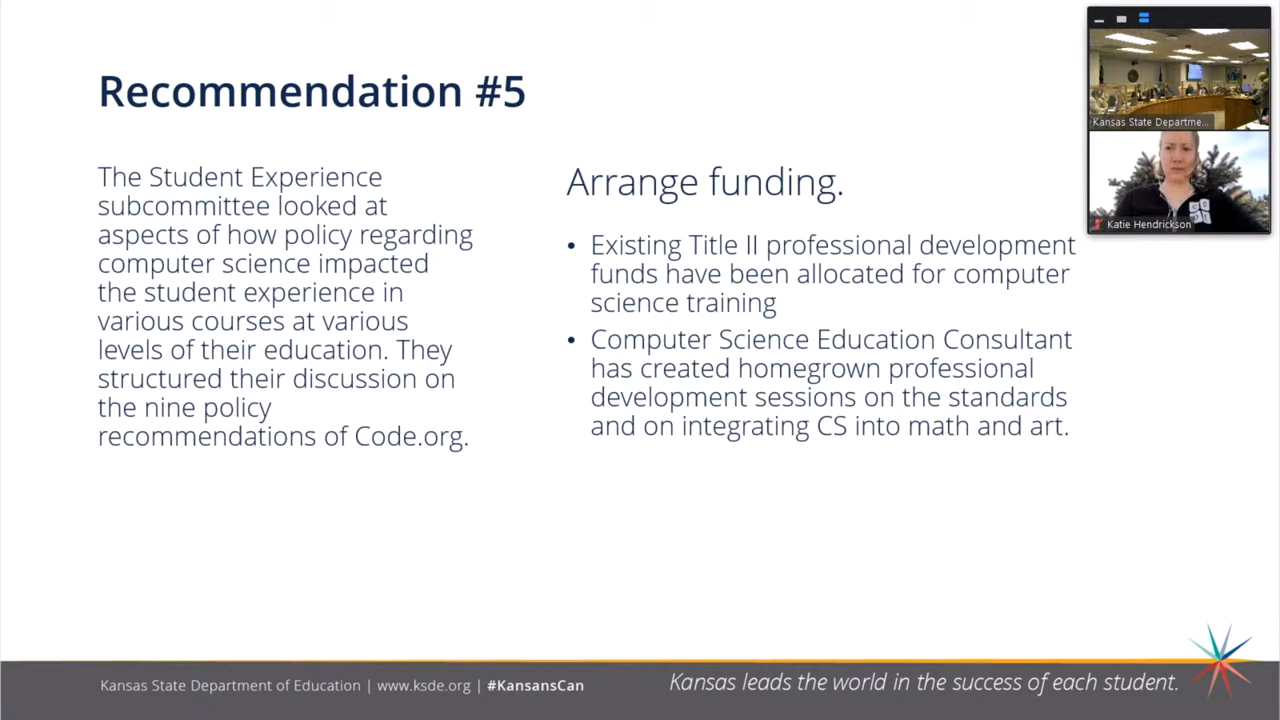 Recommendation #5
The Student Experience
subcommittee looked at
aspects of how policy regarding
computer science impacted
the student experience in
various courses at various
levels of their education. They
structured their discussion on
the nine policy
recommendations of Code.org.
Arrange funding.
• Existing Title II professional development
funds have been allocated for computer
science training
• Computer Science Education Consultant
has created homegrown professional
development sessions on the standards
and on integrating CS into math and art.
Kansas State Departme...
Katie Hendrickson
Kansas State Department of Education | www.ksde.org | #KansansCan
Kansas leads the world in the success of each student.